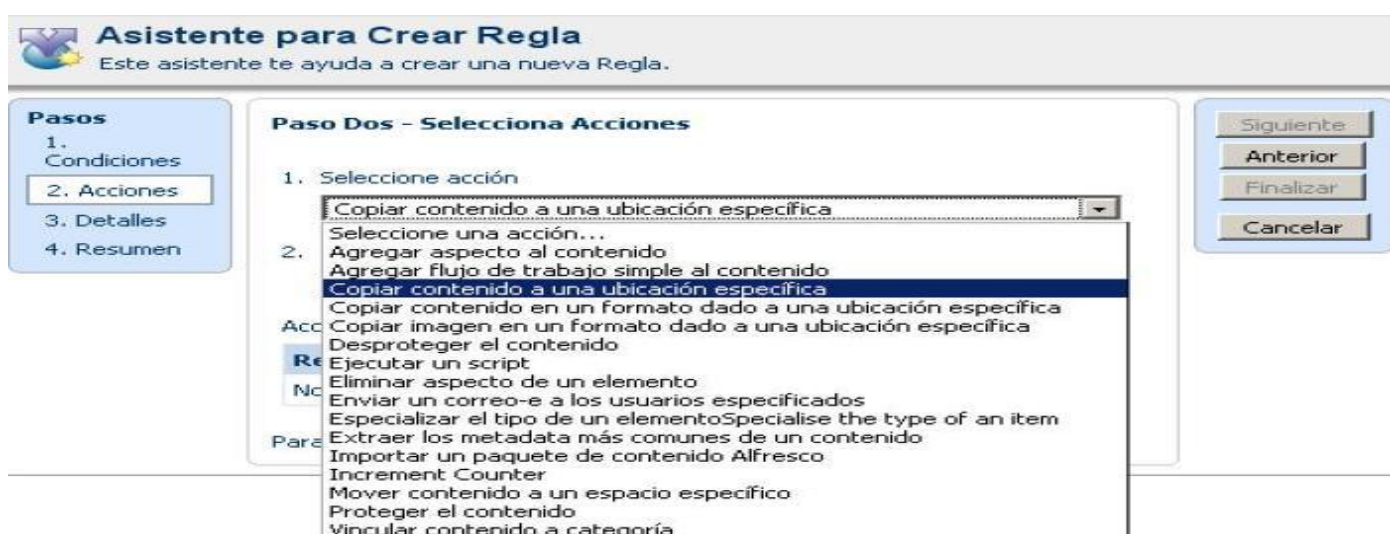 Asistente para Crear Regla
Este asistente te ayuda a crear una nueva Regla.
Pasos
1.
Condiciones
2. Acciones
3. Detalles
4. Resumen
Paso Dos - Selecciona Acciones
1. Seleccione acción
Copiar contenido a una ubicación específica
Seleccione una acción...
2.
Agregar aspecto al contenido
Agregar flujo de trabajo simple al contenido
Copiar contenido a una ubicación específica
Copiar contenido en un formato dado a una ubicación específica
Acc
Copiar imagen en un formato dado a una ubicación específica
Desproteger el contenido
Re
Ejecutar un script
Eliminar aspecto de un elemento
No
Enviar un correo-e a los usuarios especificados
Especializar el tipo de un elementoSpecialise the type of an item
Extraer los metadata más comunes de un contenido
Para
Importar un paquete de contenido Alfresco
Increment Counter
Mover contenido a un espacio específico
Proteger el contenido
Vincular contenido a categoría
Siguiente
Anterior
Finalizar
Cancelar